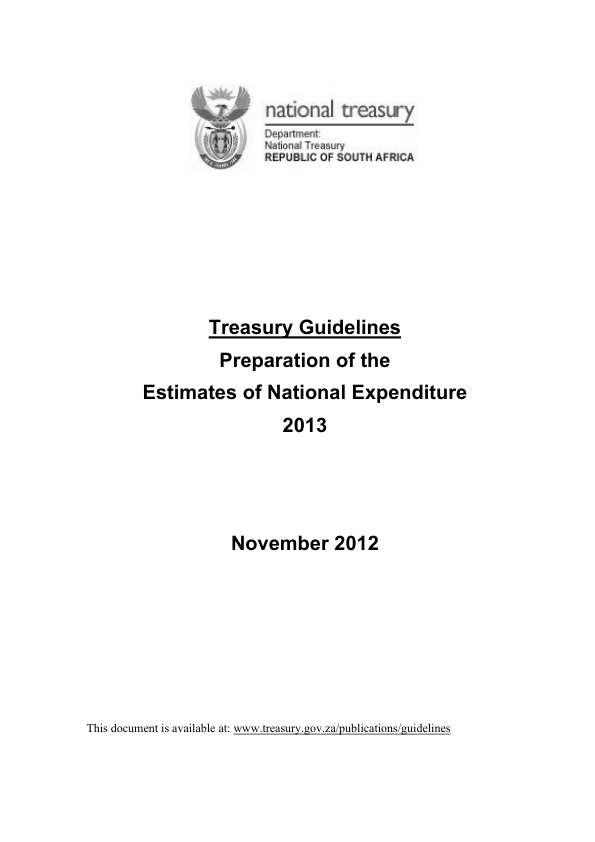 national treasury
Department:
National Treasury
REPUBLIC OF SOUTH AFRICA
Treasury Guidelines
Preparation of the
Estimates of National Expenditure
2013
November 2012
This document is available at: www.treasury.gov.za/publications/guidelines